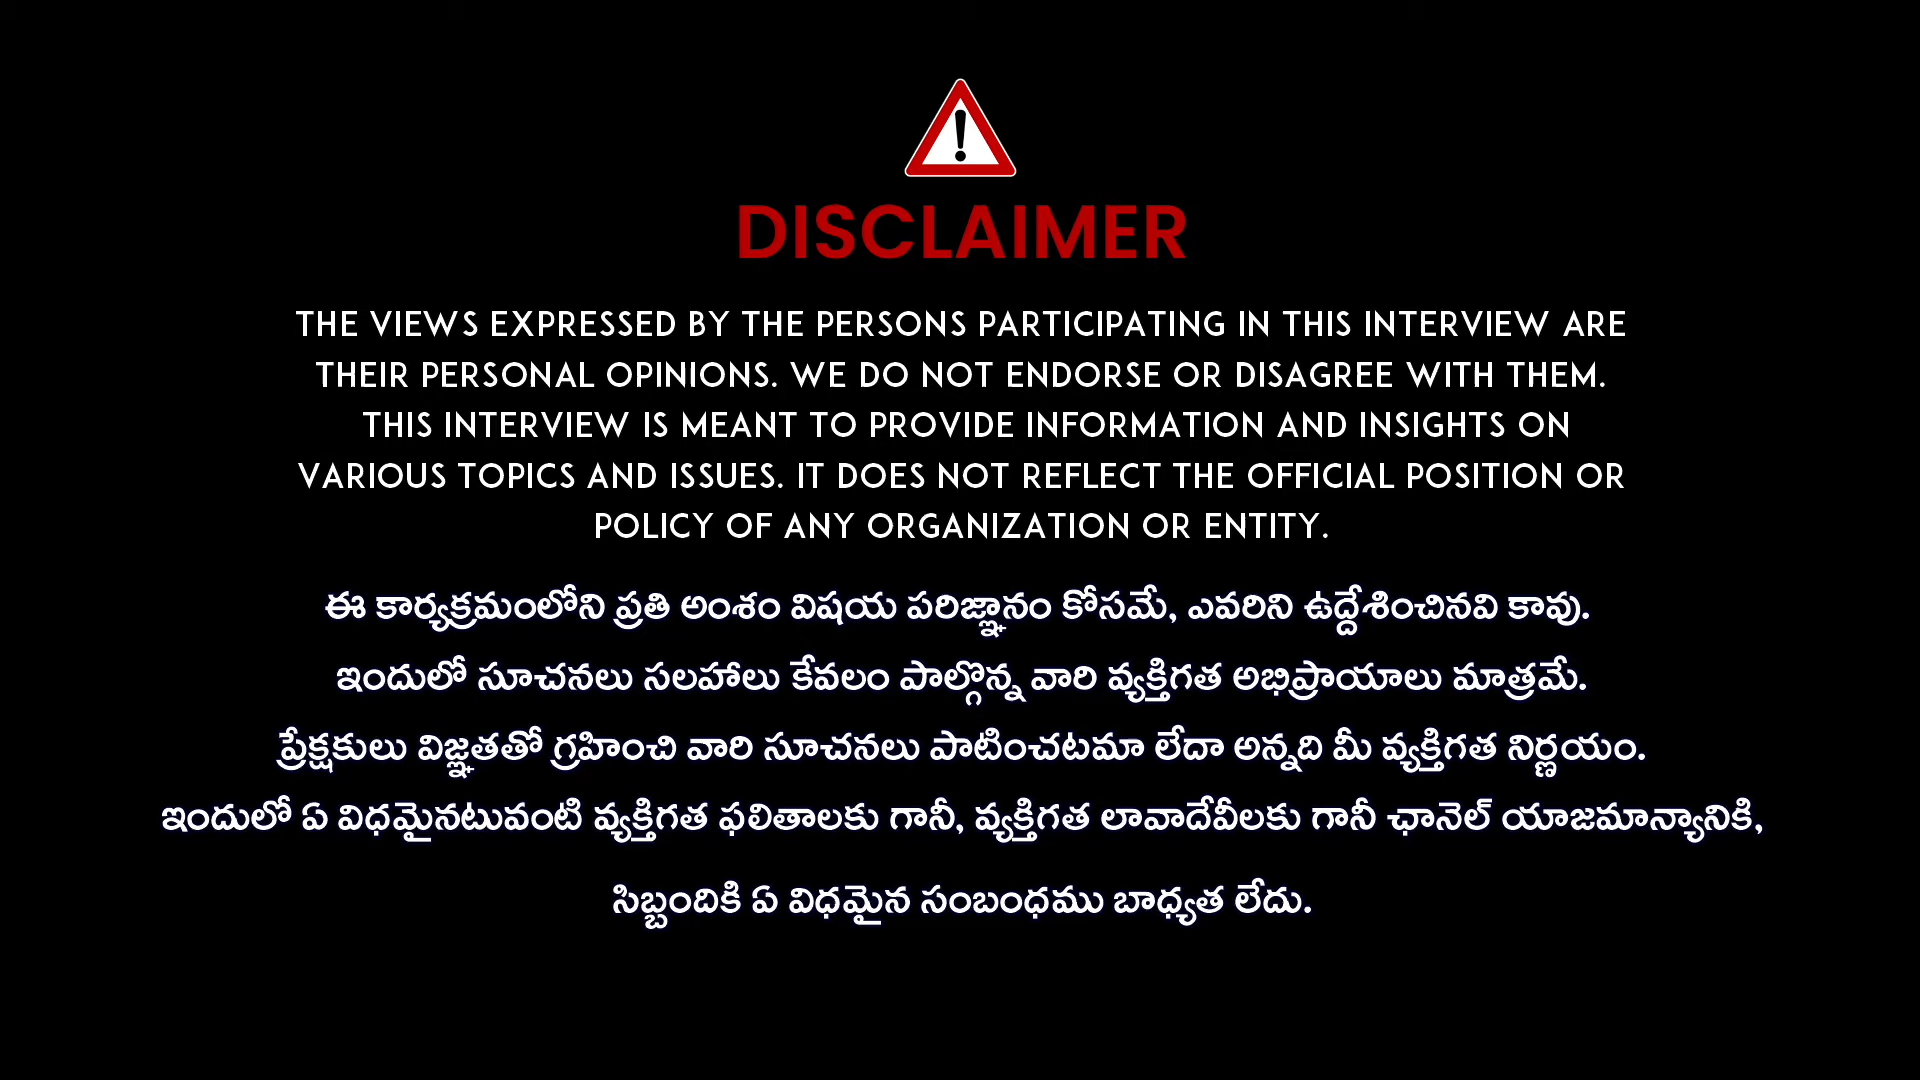 DISCLAIMER
THE VIEWS EXPRESSED BY THE PERSONS PARTICIPATING IN THIS INTERVIEW ARE
THEIR PERSONAL OPINIONS. WE DO NOT ENDORSE OR DISAGREE WITH THEM.
THIS INTERVIEW IS MEANT TO PROVIDE INFORMATION AND INSIGHTS ON
VARIOUS TOPICS AND ISSUES. IT DOES NOT REFLECT THE OFFICIAL POSITION OR
POLICY OF ANY ORGANIZATION OR ENTITY.
ఈ కార్యక్రమంలోని ప్రతి అంశం విషయ పరిజ్ఞానం కోసమే, ఎవరిని ఉద్దేశించినవి కావు.
ఇందులో సూచనలు సలహాలు కేవలం పాల్గొన్న వారి వ్యక్తిగత అభిప్రాయాలు మాత్రమే.
ప్రేక్షకులు విజ్ఞతతో గ్రహించి వారి సూచనలు పాటించటమా లేదా అన్నది మీ వ్యక్తిగత నిర్ణయం.
ఇందులో ఏ విధమైనటువంటి వ్యక్తిగత ఫలితాలకు గానీ, వ్యక్తిగత లావాదేవీలకు గానీ ఛానెల్ యాజమాన్యానికి,
సిబ్బందికి ఏ విధమైన సంబంధము బాధ్యత లేదు.